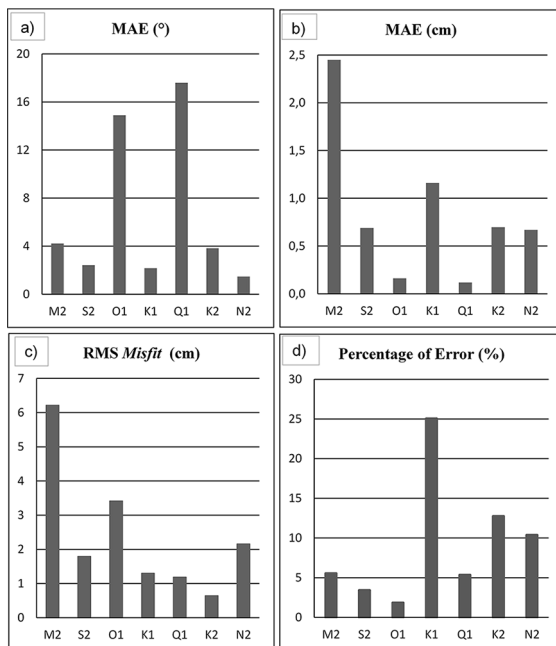 a)
MAE (°)
20
16
12
8
4
0
M2 S2 O1 K1 Q1 K2 N2
b)
MAE (cm)
2,5
2,0
1,5
1,0
0,5
0,0
M2 S2 O1 K1 Q1 K2 N2
c)
RMS Misfit (cm)
7
6
5
4
3
2
1
0
M2 S2 O1 K1 Q1 K2 N2
d)
Percentage of Error (%)
30
25
20
15
10
5
0
M2 S2 O1 K1 Q1 K2 N2